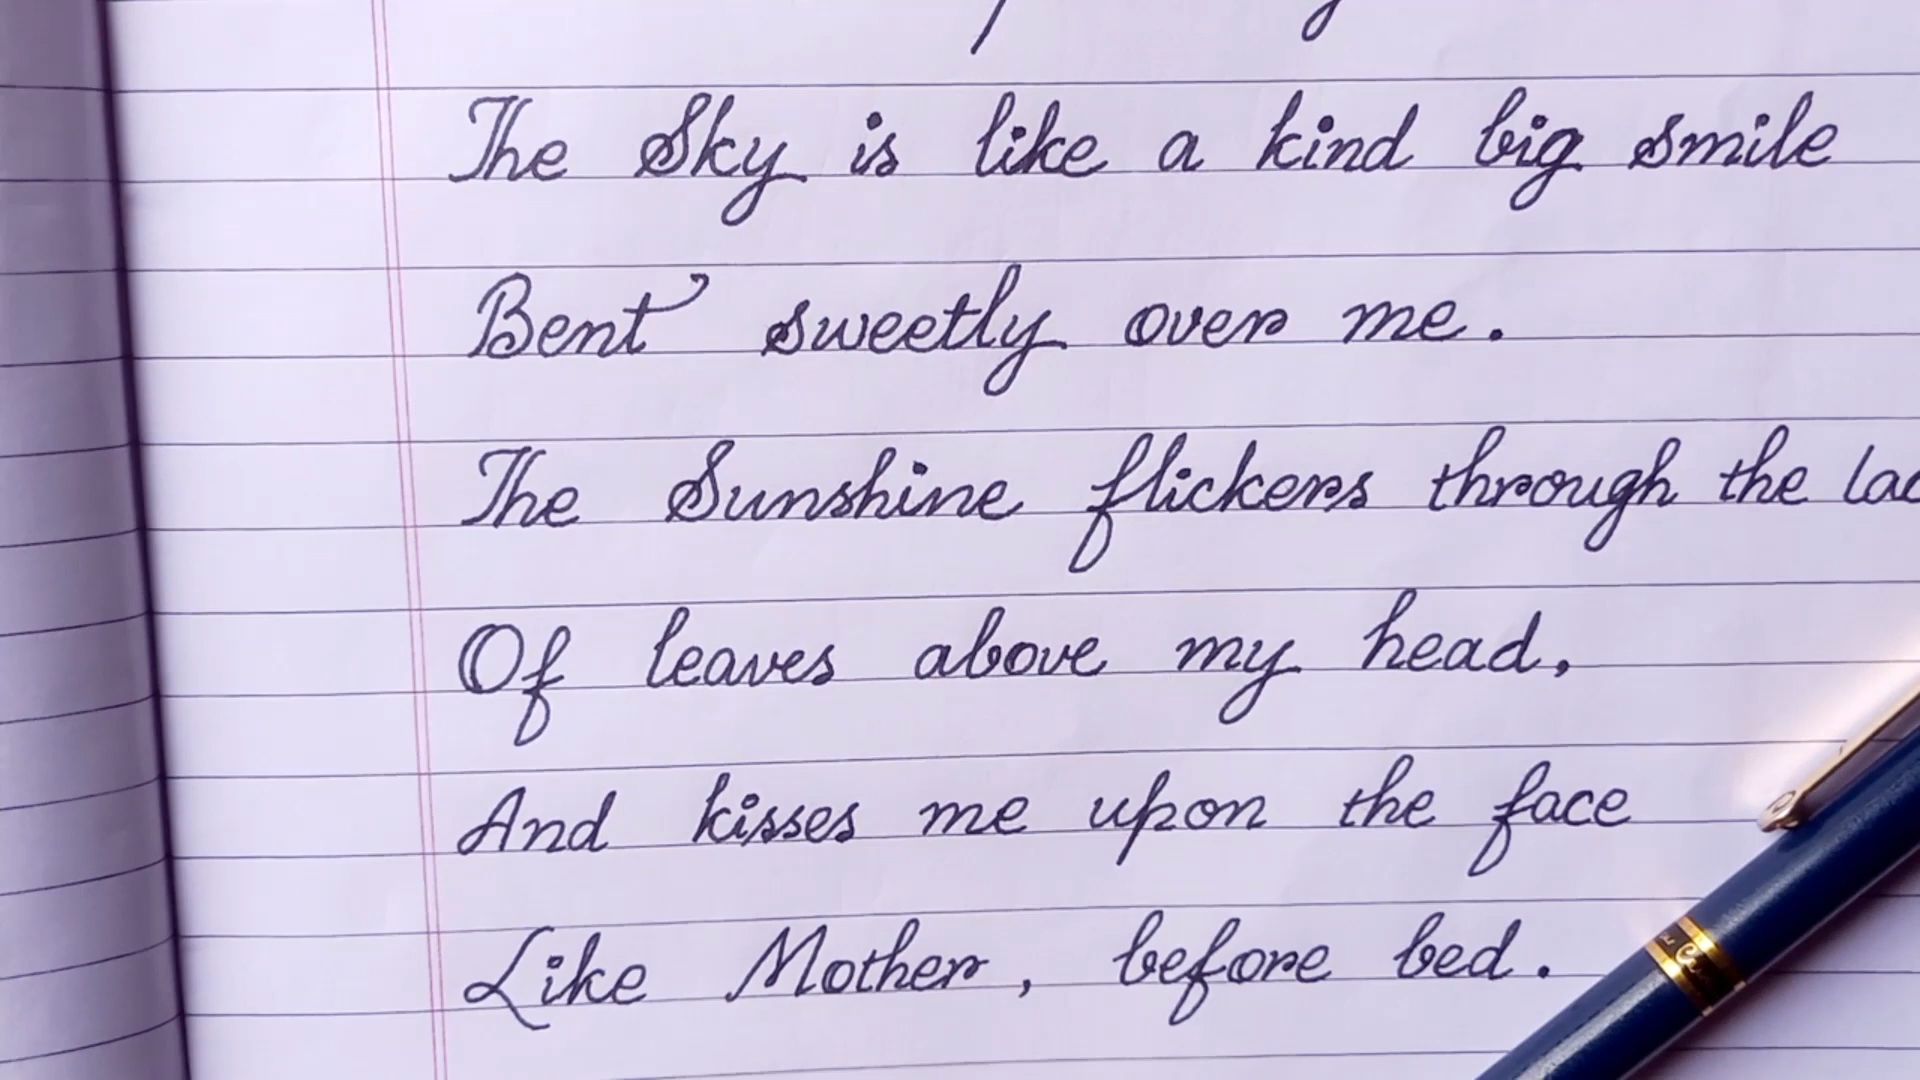 The Sky is like a kind big smile
Bent sweetly over me.
The Sunshine flickers through the
Of leaves above my head,
And kisses me upon the face
Like Mother, before bed.